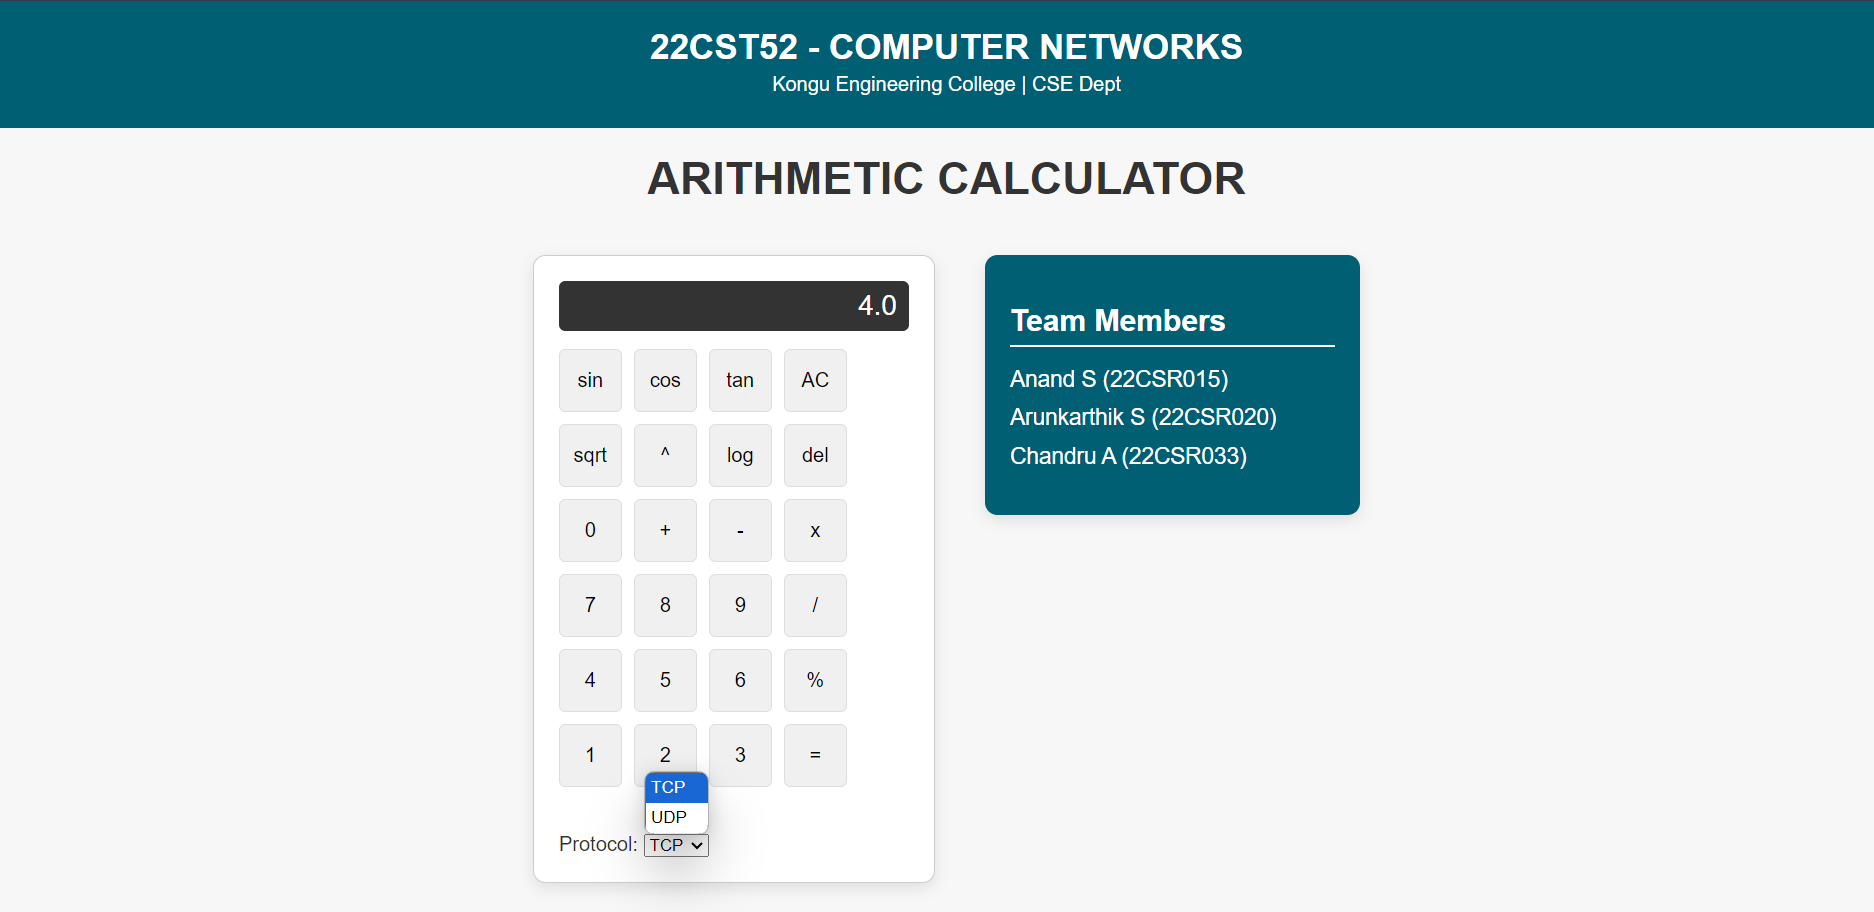 22CST52 - COMPUTER NETWORKS
Kongu Engineering College | CSE Dept
ARITHMETIC CALCULATOR
4.0
sin cos tan AC
sqrt ^ log del
0 + - x
7 8 9 /
4 5 6 %
1 2 3 =
TCP
UDP
Protocol: TCP
Team Members
Anand S (22CSR015)
Arunkarthik S (22CSR020)
Chandru A (22CSR033)